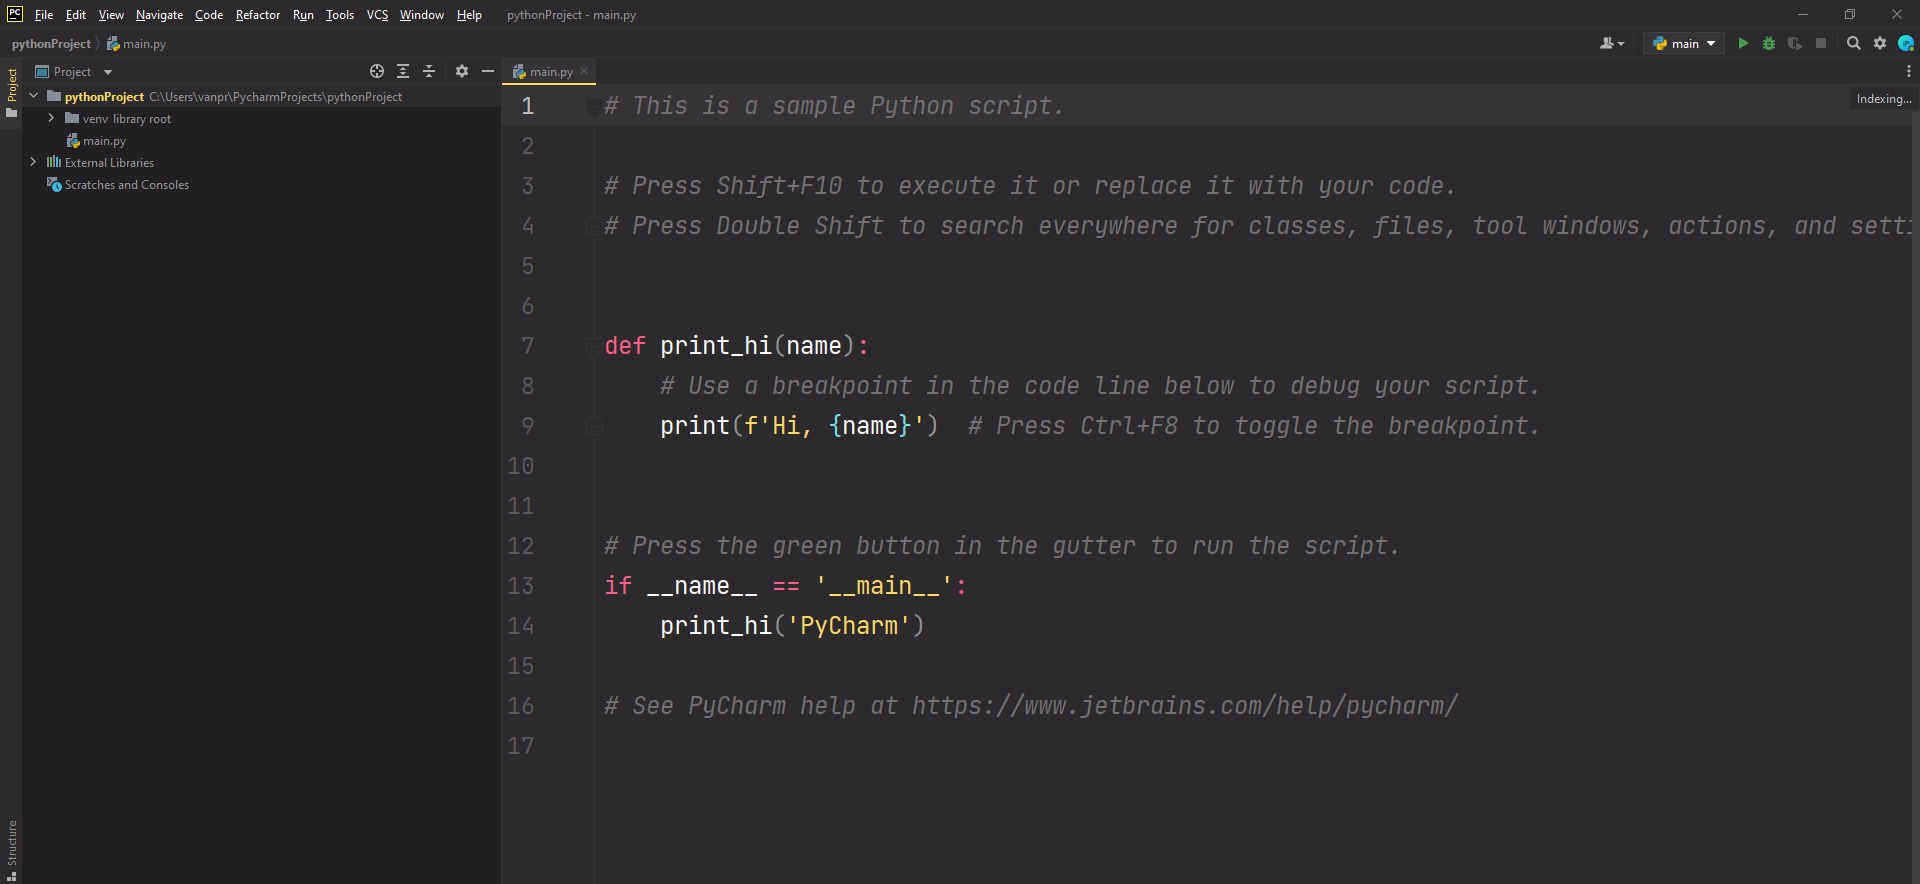 PC File Edit View Navigate Code Refactor Run Tools VCS Window Help pythonProject - main.py
pythonProject main.py main
Project Project main.py
pythonProject C:\Users\vanpr\PycharmProjects\pythonProject
venv library root
main.py
External Libraries
Scratches and Consoles
Indexing...
1 # This is a sample Python script.
2
3 # Press Shift+F10 to execute it or replace it with your code.
4 # Press Double Shift to search everywhere for classes, files, tool windows, actions, and setti
5
6
7 def print_hi(name):
8 # Use a breakpoint in the code line below to debug your script.
9 print(f'Hi, {name}')  # Press Ctrl+F8 to toggle the breakpoint.
10
11
12 # Press the green button in the gutter to run the script.
13 if __name__ == '__main__':
14 print_hi('PyCharm')
15
16 # See PyCharm help at https://www.jetbrains.com/help/pycharm/
17
Structure